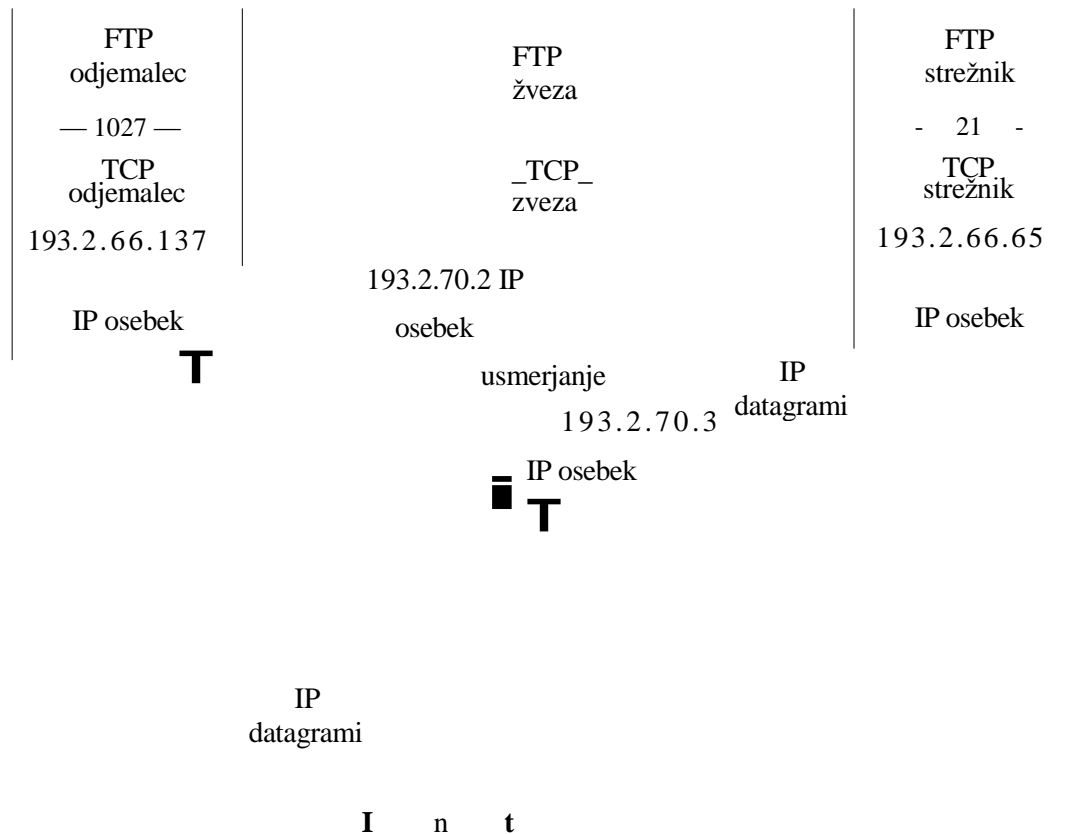 FTP
odjemalec
— 1027 —
TCP
odjemalec
193.2.66.137
IP osebek
T
FTP
žveza
_TCP_
zveza
193.2.70.2 IP
osebek
usmerjanje
193.2.70.3
IP osebek
T
IP
datagrami
FTP
strežnik
- 21 -
TCP
strežnik
193.2.66.65
IP osebek
IP
datagrami
I n t